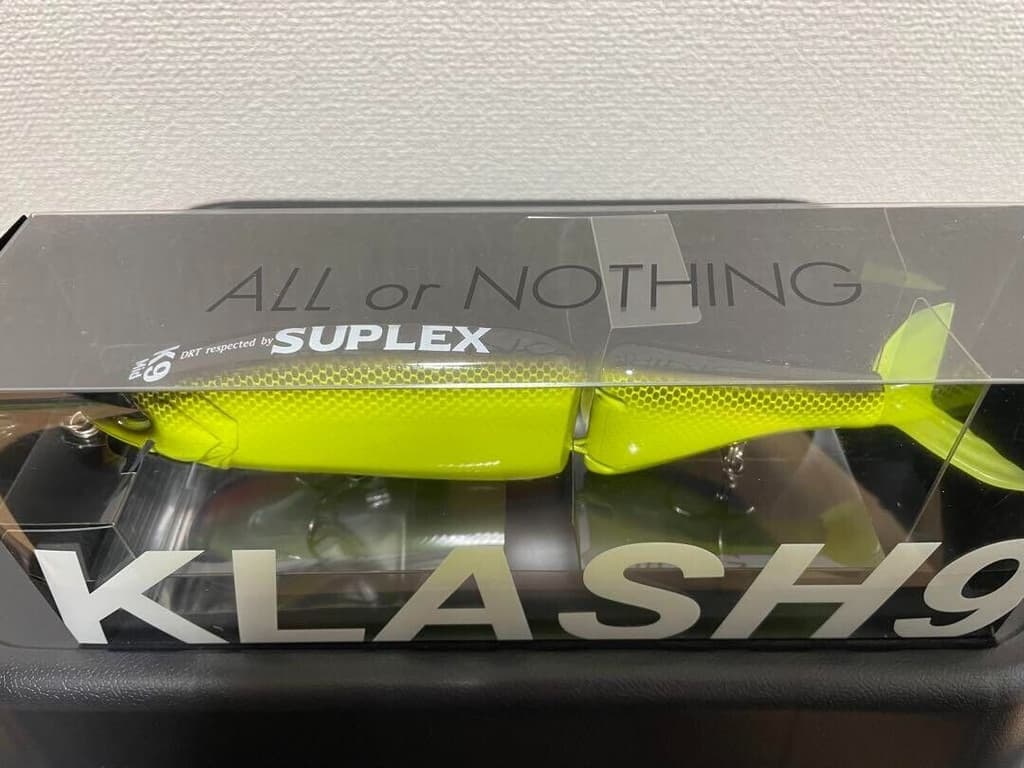 ALL or NOTHING
K9 DRT respected by SUPLEX
KLASH9